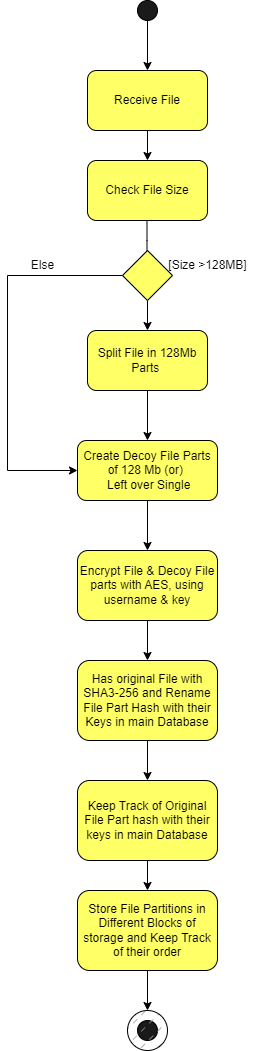 Receive File
Check File Size
Else
[Size >128MB]
Split File in 128Mb
Parts
Create Decoy File Parts
of 128 Mb (or)
Left over Single
Encrypt File & Decoy File
parts with AES, using
username & key
Has original File with
SHA3-256 and Rename
File Part Hash with their
Keys in main Database
Keep Track of Original
File Part hash with their
keys in main Database
Store File Partitions in
Different Blocks of
storage and Keep Track
of their order